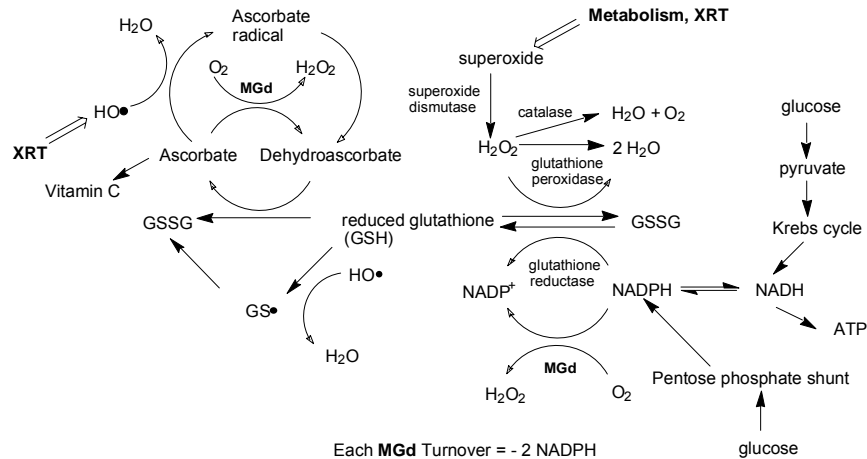 Ascorbate
radical
H2O
O2
H2O2
MGd
HO●
XRT
Ascorbate
Dehydroascorbate
Vitamin C
GSSG
reduced glutathione
(GSH)
GS●
HO●
H2O
Metabolism, XRT
superoxide
superoxide
dismutase
catalase
H2O + O2
H2O2
2 H2O
glutathione
peroxidase
GSSG
glutathione
reductase
NADP+
NADPH
NADH
ATP
glucose
pyruvate
Krebs cycle
MGd
H2O2
O2
Pentose phosphate shunt
glucose
Each MGd Turnover = - 2 NADPH